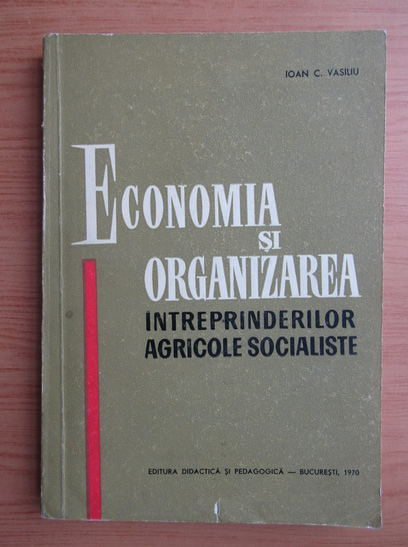 IOAN C. VASILIU
ECONOMIA
ȘI
ORGANIZAREA
INTREPRINDERILOR
AGRICOLE SOCIALISTE
EDITURA DIDACTICĂ ȘI PEDAGOGICĂ — BUCUREȘTI, 1970